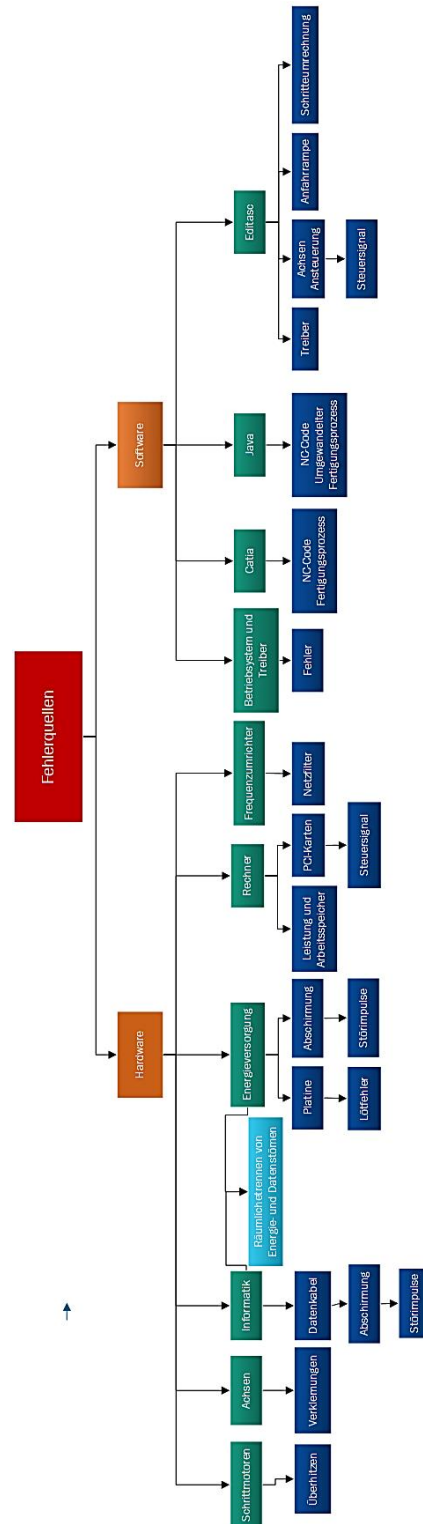 Fehlerquellen
Hardware
Software
Schrittmotoren
Achsen
Informatik
Energieversorgung
Rechner
Frequenzumrichter
Betriebsystem und
Treiber
Catia
Java
Editasc
Räumlichetrennen von
Energie- und Datenstömen
Überhitzen
Verklemungen
Datenkabel
Platine
Abschirmung
Leistung und
Arbeitsspeicher
PCI-Karten
Netzfilter
Fehler
NC-Code
Fertigungsprozess
NC-Code
Umgewandelter
Fertigungsprozess
Treiber
Achsen
Ansteuerung
Anfahrrampe
Schritteumrechnung
Abschirmung
Lötfehler
Störimpulse
Steuersignal
Steuersignal
Störimpulse